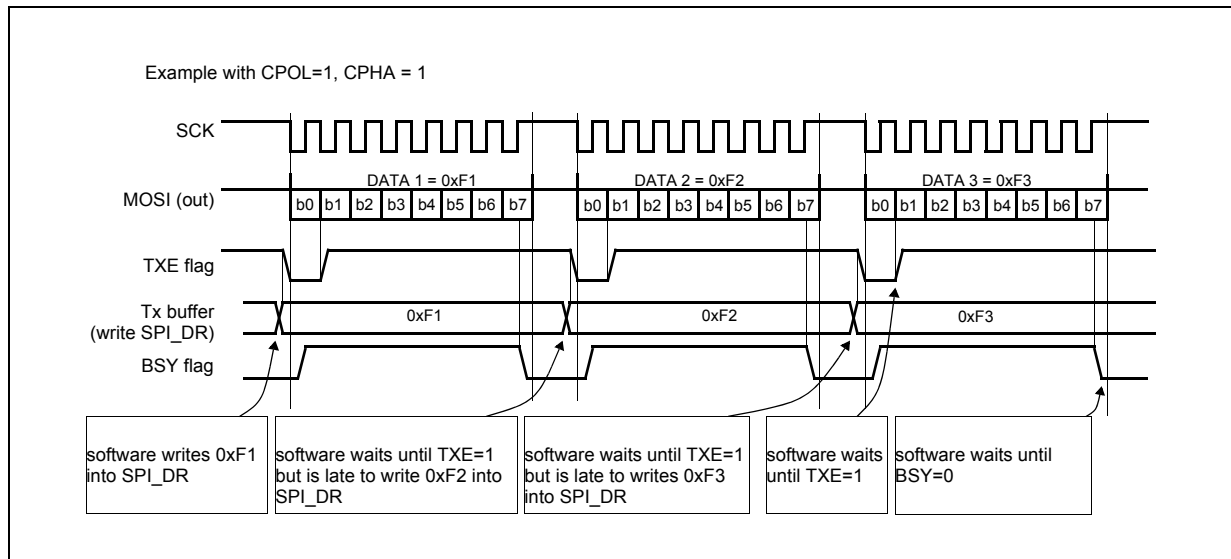 Example with CPOL=1, CPHA = 1
SCK
DATA 1 = 0xF1
DATA 2 = 0xF2
DATA 3 = 0xF3
MOSI (out)
b0 b1 b2 b3 b4 b5 b6 b7
b0 b1 b2 b3 b4 b5 b6 b7
b0 b1 b2 b3 b4 b5 b6 b7
TXE flag
Tx buffer
(write SPI_DR)
0xF1
0xF2
0xF3
BSY flag
software writes 0xF1
into SPI_DR
software waits until TXE=1
but is late to write 0xF2 into
SPI_DR
software waits until TXE=1
but is late to writes 0xF3
into SPI_DR
software waits
until TXE=1
software waits until
BSY=0